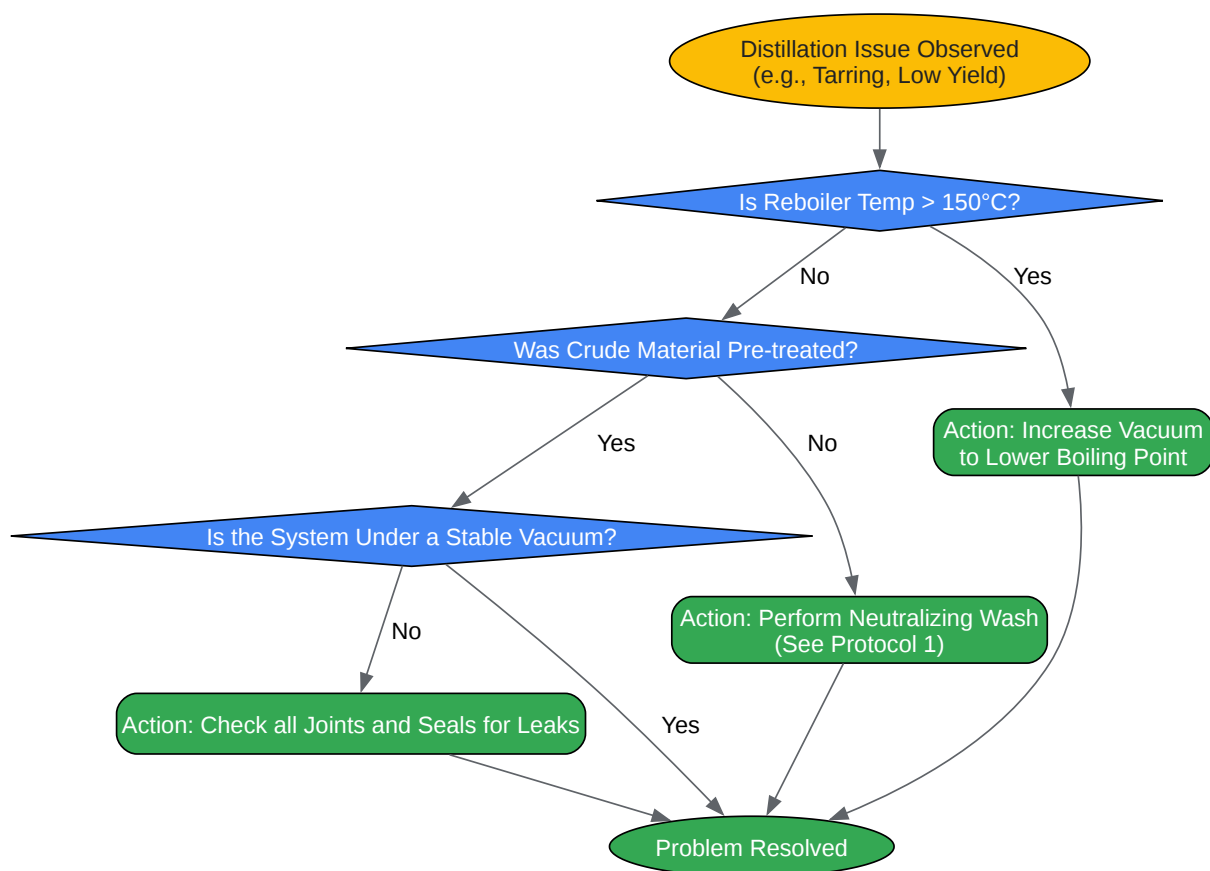 Distillation Issue Observed
(e.g., Tarring, Low Yield)
Is Reboiler Temp > 150°C?
No
Yes
Was Crude Material Pre-treated?
Action: Increase Vacuum
to Lower Boiling Point
Yes
No
Is the System Under a Stable Vacuum?
Action: Perform Neutralizing Wash
(See Protocol 1)
No
Action: Check all Joints and Seals for Leaks
Yes
Problem Resolved